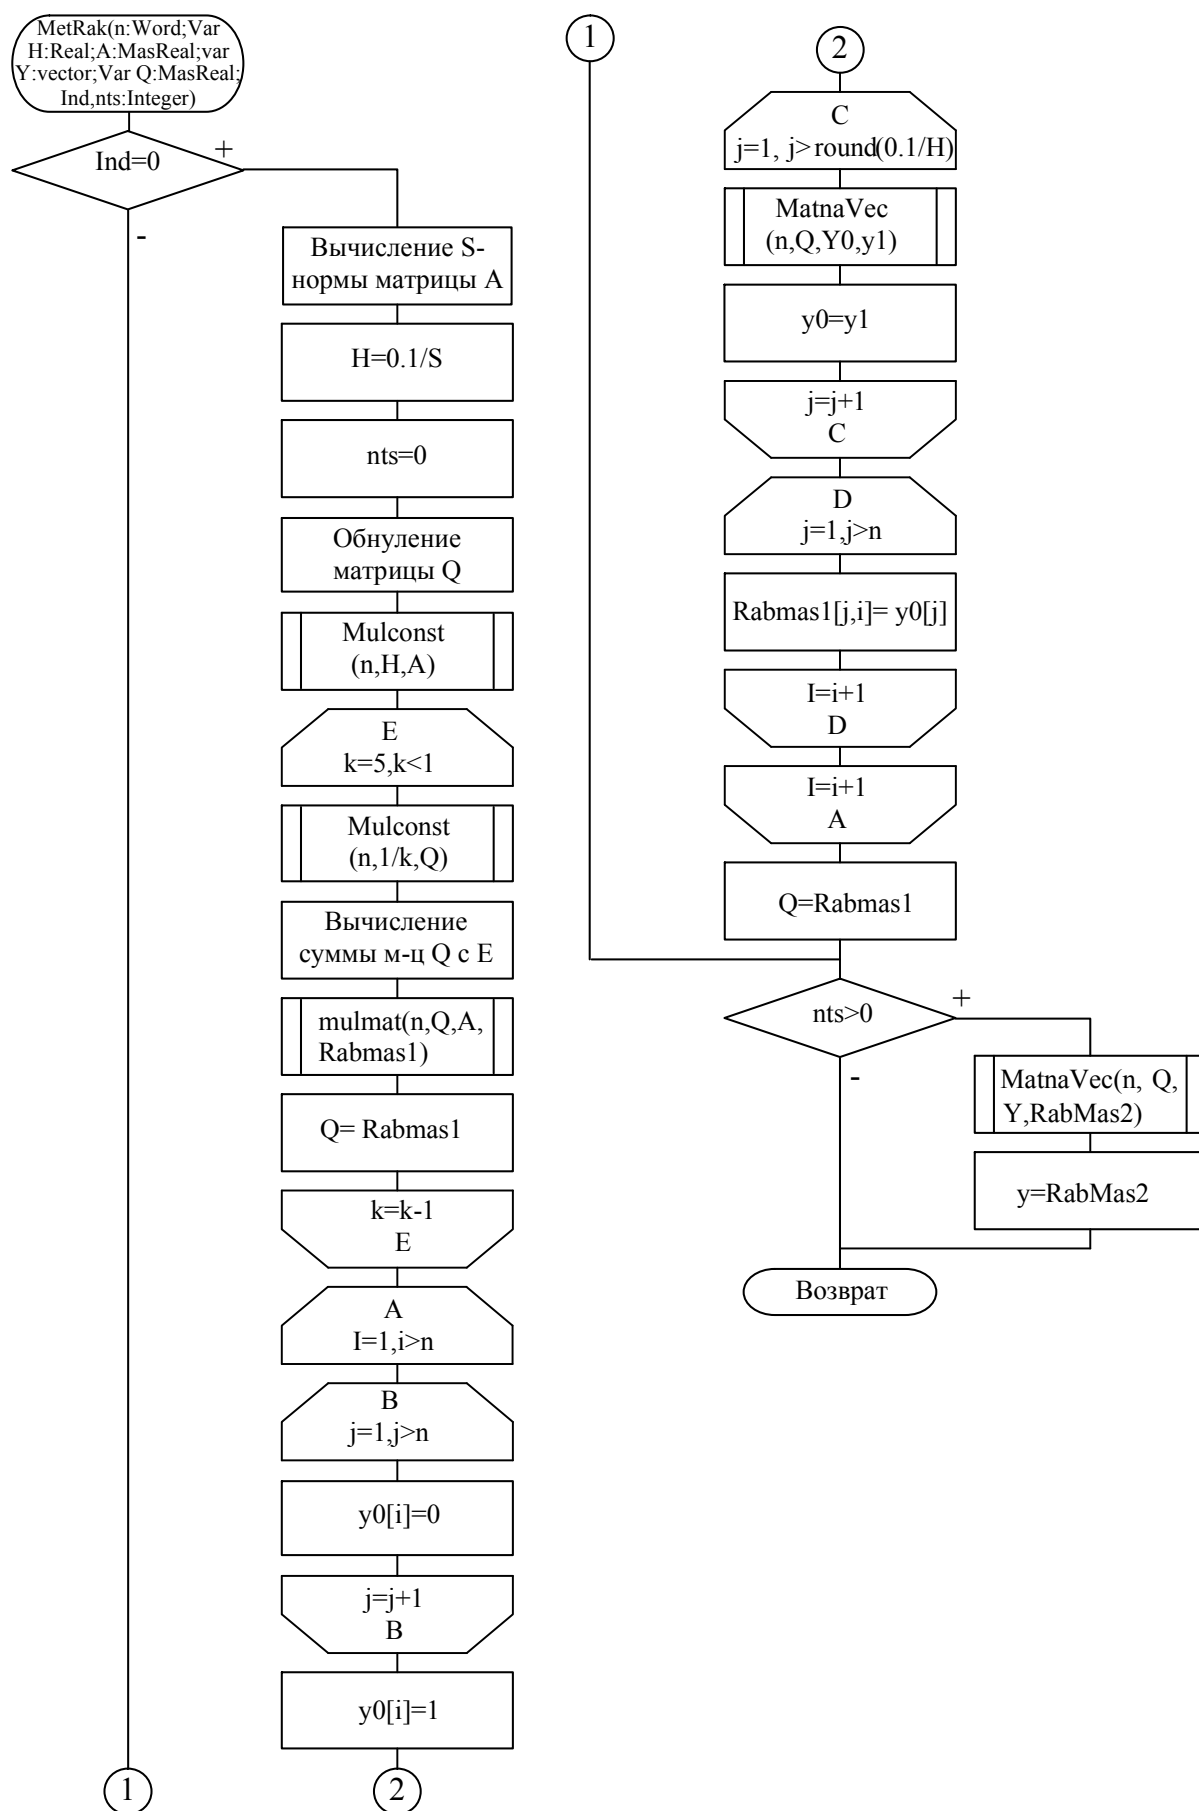 MetRak(n:Word;Var
H:Real;A:MasReal;var
Y:vector;Var Q:MasReal;
Ind,nts:Integer)
Ind=0
+
-
Вычисление S-
нормы матрицы A
H=0.1/S
nts=0
Обнуление
матрицы Q
Mulconst
(n,H,A)
E
k=5,k<1
Mulconst
(n,1/k,Q)
Вычисление
суммы м-ц Q с E
mulmat(n,Q,A,
Rabmas1)
Q= Rabmas1
k=k-1
E
A
I=1,i>n
B
j=1,j>n
y0[i]=0
j=j+1
B
y0[i]=1
1
2
1
2
C
j=1, j>round(0.1/H)
MatnaVec
(n,Q,Y0,y1)
y0=y1
j=j+1
C
D
j=1,j>n
Rabmas1[j,i]= y0[j]
I=i+1
D
I=i+1
A
Q=Rabmas1
nts>0
+
-
MatnaVec(n, Q,
Y,RabMas2)
y=RabMas2
Возврат